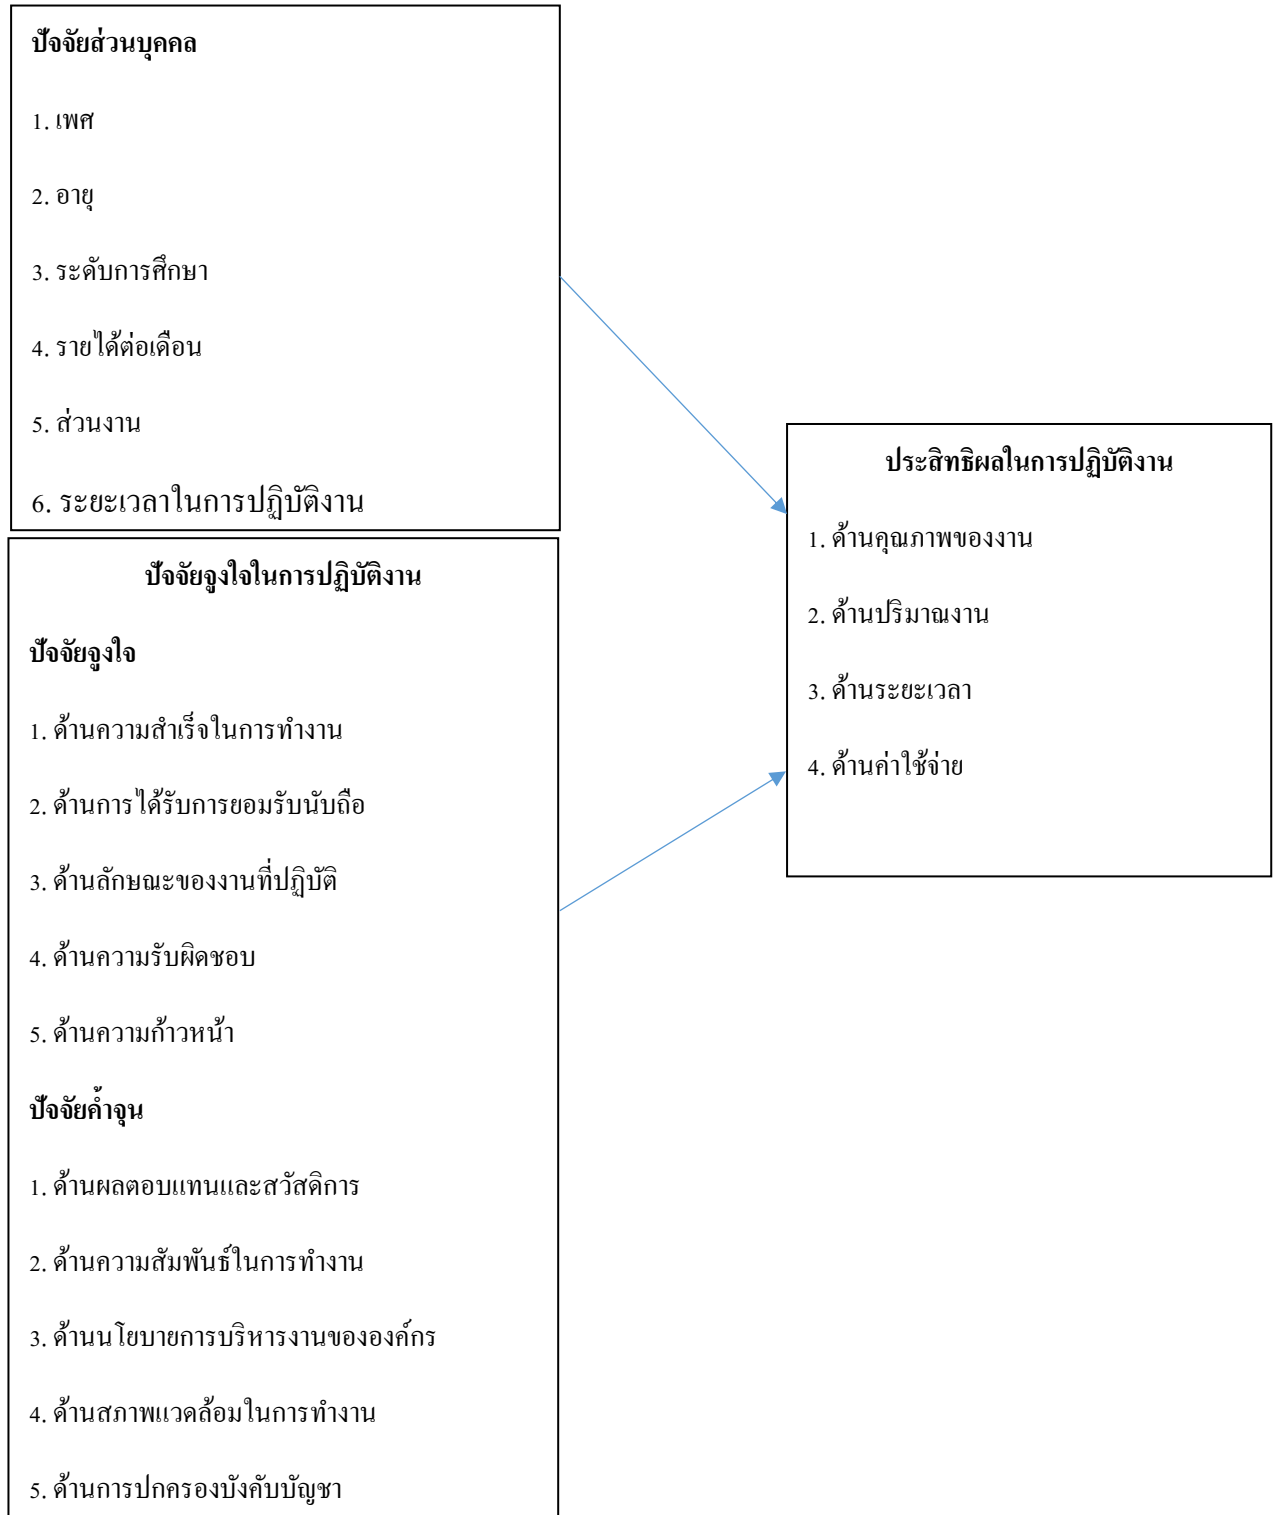 ปัจจัยส่วนบุคคล
1. เพศ
2. อายุ
3. ระดับการศึกษา
4. รายได้ต่อเดือน
5. ส่วนงาน
6. ระยะเวลาในการปฏิบัติงาน
ปัจจัยจูงใจในการปฏิบัติงาน
ปัจจัยจูงใจ
1. ด้านความสำเร็จในการทำงาน
2. ด้านการได้รับการยอมรับนับถือ
3. ด้านลักษณะของงานที่ปฏิบัติ
4. ด้านความรับผิดชอบ
5. ด้านความก้าวหน้า
ปัจจัยค้ำจุน
1. ด้านผลตอบแทนและสวัสดิการ
2. ด้านความสัมพันธ์ในการทำงาน
3. ด้านนโยบายการบริหารงานขององค์กร
4. ด้านสภาพแวดล้อมในการทำงาน
5. ด้านการปกครองบังคับบัญชา
ประสิทธิผลในการปฏิบัติงาน
1. ด้านคุณภาพของงาน
2. ด้านปริมาณงาน
3. ด้านระยะเวลา
4. ด้านค่าใช้จ่าย